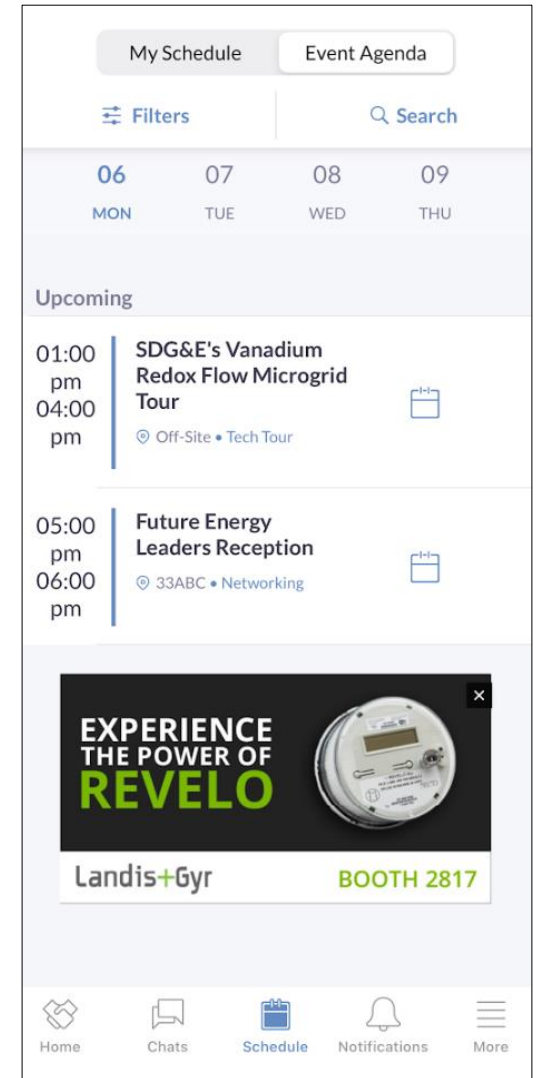 My Schedule Event Agenda
Filters Search
06 07 08 09
MON TUE WED THU
Upcoming
01:00 pm
04:00 pm
SDG&E's Vanadium
Redox Flow Microgrid
Tour
Off-Site • Tech Tour
05:00 pm
06:00 pm
Future Energy
Leaders Reception
33ABC • Networking
EXPERIENCE
THE POWER OF
REVELO
Landis+Gyr BOOTH 2817
Home Chats Schedule Notifications More